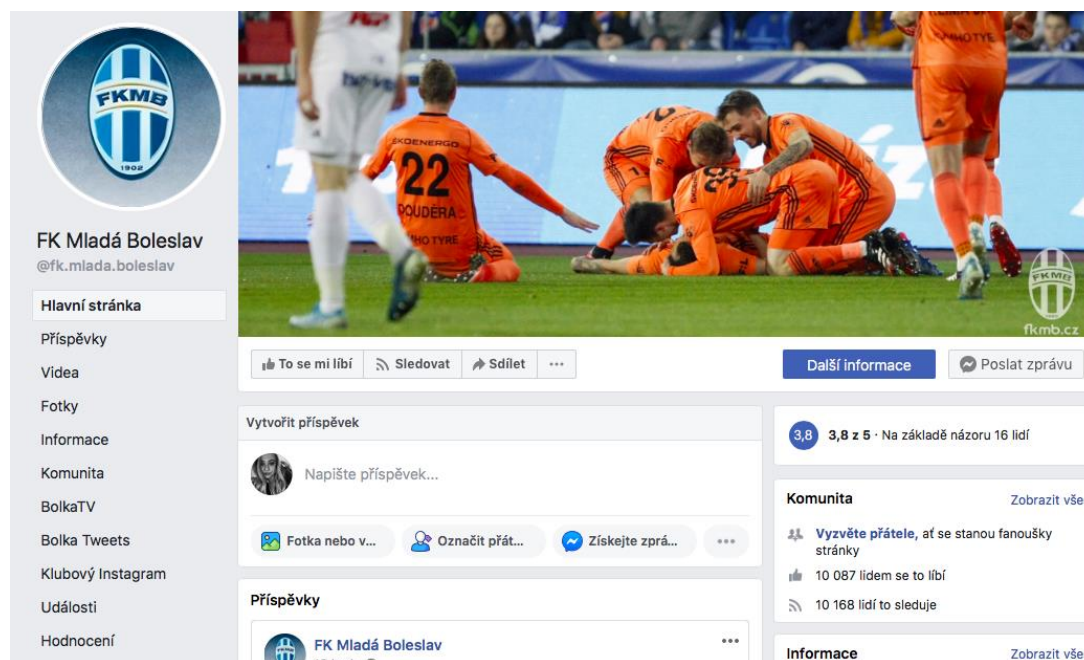 FKMB
1902
FK Mladá Boleslav
@fk.mlada.boleslav
Hlavní stránka
Příspěvky
Videa
Fotky
Informace
Komunita
BolkaTV
Bolka Tweets
Klubový Instagram
Události
Hodnocení
EKOENERGO
22
DOUDĚRA
FKMB
fkmb.cz
To se mi líbí
Sledovat
Sdílet
Další informace
Poslat zprávu
Vytvořit příspěvek
Napište příspěvek...
Fotka nebo v...
Označit přát...
Získejte zprá...
Příspěvky
FK Mladá Boleslav
3,8
3,8 z 5 · Na základě názoru 16 lidí
Komunita
Zobrazit vše
Vyzvěte přátele, ať se stanou fanoušky
stránky
10 087 lidem se to líbí
10 168 lidí to sleduje
Informace
Zobrazit vše